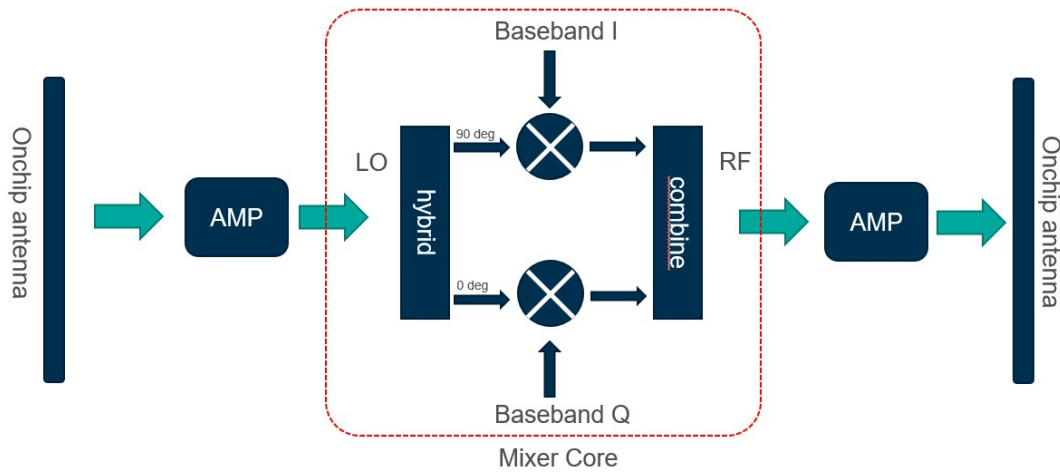 Baseband I
Onchip antenna
AMP
LO
hybrid
90 deg
0 deg
combine
RF
AMP
Onchip antenna
Baseband Q
Mixer Core